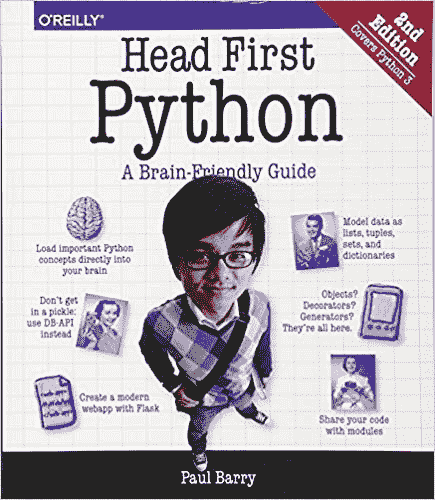 O'REILLY®
2nd Edition
Covers Python 3
Head First
Python
A Brain-Friendly Guide
Load important Python
concepts directly into
your brain
Model data as
lists, tuples,
sets, and
dictionaries
Don't get
in a pickle:
use DB-API
instead
Objects?
Decorators?
Generators?
They're all here.
Create a modern
webapp with Flask
Share your code
with modules
Paul Barry